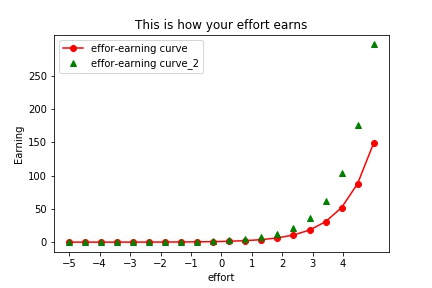 This is how your effort earns
effor-earning curve
effor-earning curve_2
Earning
250
200
150
100
50
0
−5 −4 −3 −2 −1 0 1 2 3 4
effort